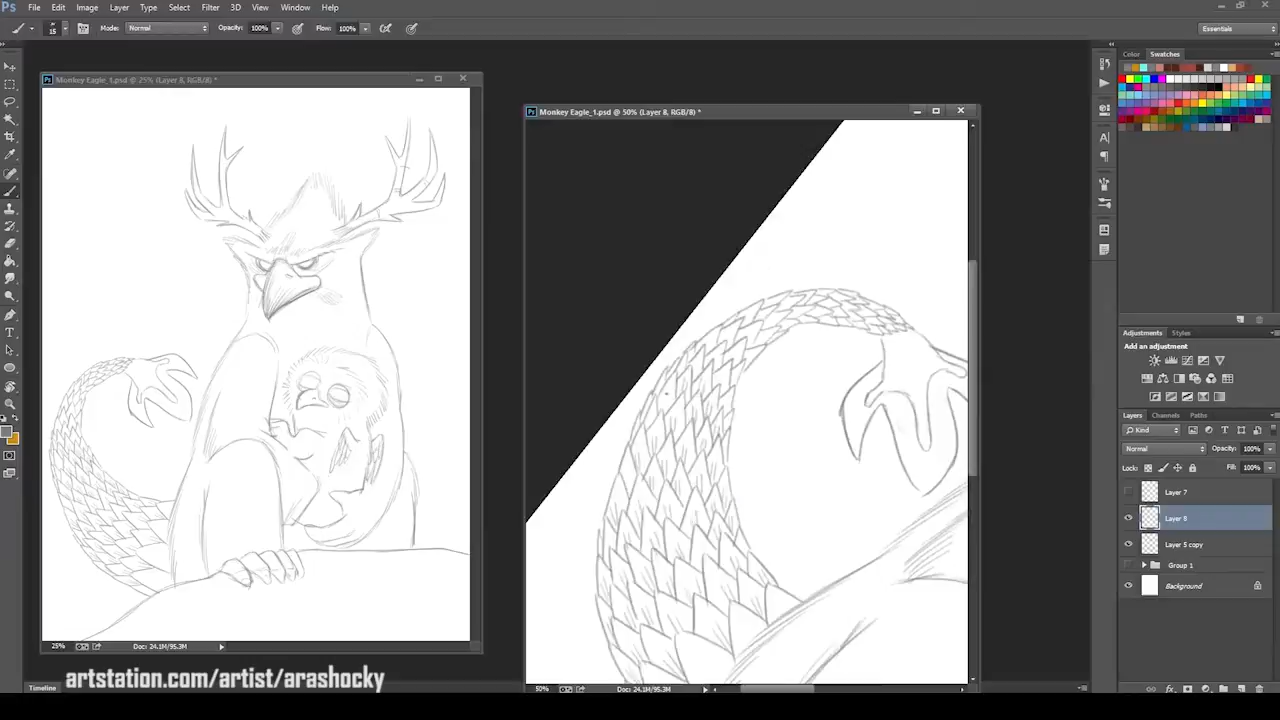 Ps File Edit Image Layer Type Select Filter 3D View Window Help
15 Mode: Normal Opacity: 100% Flow: 100% Essentials
Monkey Eagle_1.psd @ 25% (Layer 8, RGB/8) *
Monkey Eagle_1.psd @ 50% (Layer 8, RGB/8) *
Color Swatches
Adjustments Styles
Add an adjustment
Layers Channels Paths
Kind
Normal Opacity: 100%
Lock: Fill: 100%
Layer 7
Layer 8
Layer 5 copy
Group 1
Background
25% Doc: 24.1M/95.3M
50% Doc: 24.1M/95.3M
Timeline
artstation.com/artist/arashocky